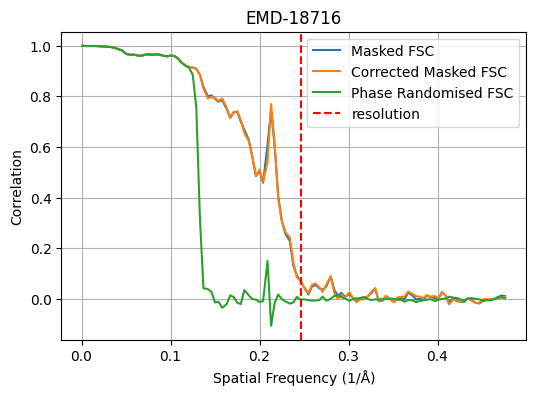 EMD-18716
Masked FSC
Corrected Masked FSC
Phase Randomised FSC
resolution
Correlation
1.0
0.8
0.6
0.4
0.2
0.0
0.0 0.1 0.2 0.3 0.4
Spatial Frequency (1/Å)